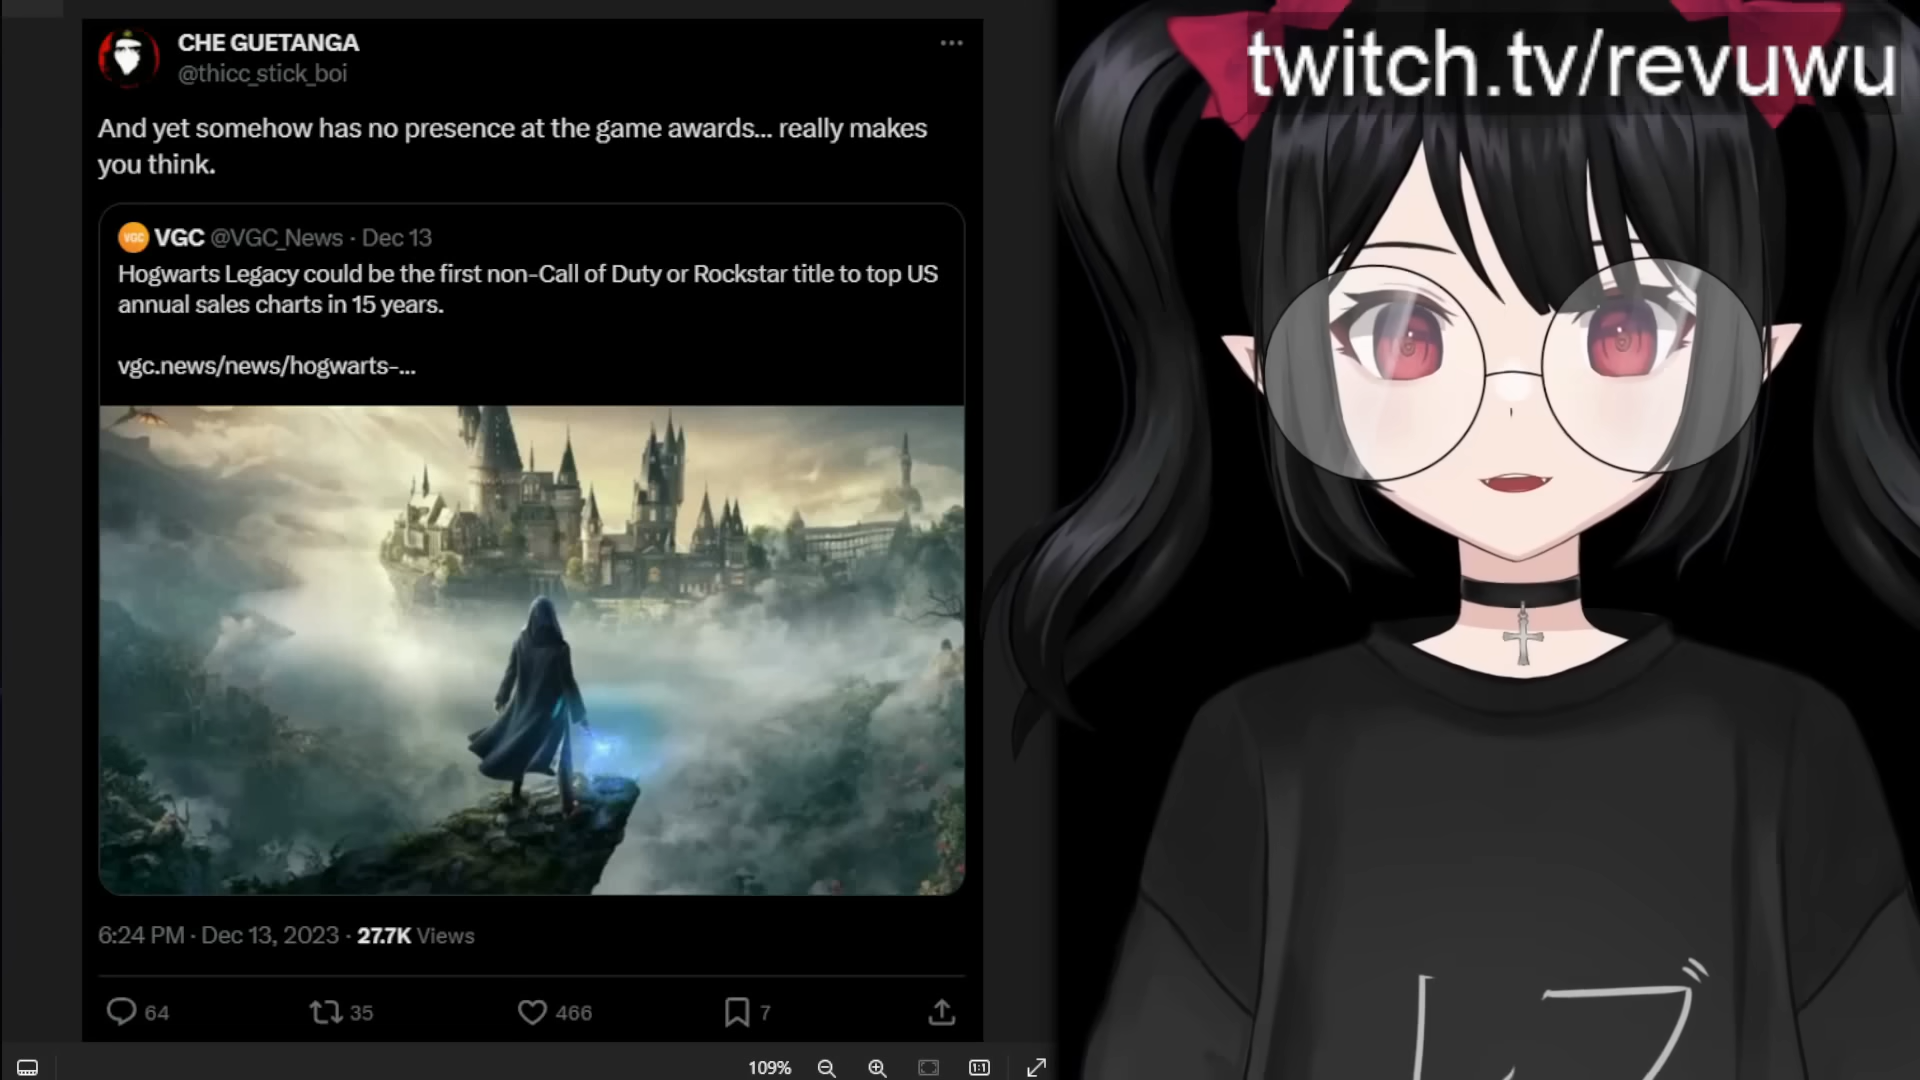 CHE GUETANGA
@thicc_stick_boi
And yet somehow has no presence at the game awards... really makes
you think.
VGC
VGC @VGC_News · Dec 13
Hogwarts Legacy could be the first non-Call of Duty or Rockstar title to top US
annual sales charts in 15 years.
vgc.news/news/hogwarts-...
6:24 PM · Dec 13, 2023 · 27.7K Views
64 35 466 7
109% 1:1
twitch.tv/revuwu
レブ